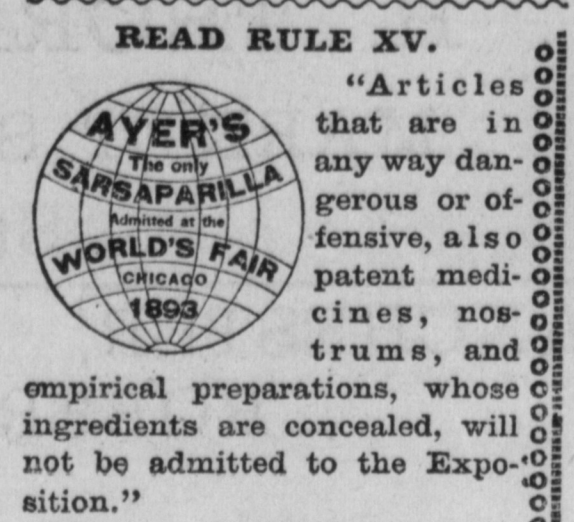 READ RULE XV.
AYER'S
The only
SARSAPARILLA
Admitted at the
WORLD'S FAIR
CHICAGO
1893
"Articles
that are in
any way dan-
gerous or of-
fensive, also
patent medi-
cines, nos-
trums, and
empirical preparations, whose
ingredients are concealed, will
not be admitted to the Expo-
sition."